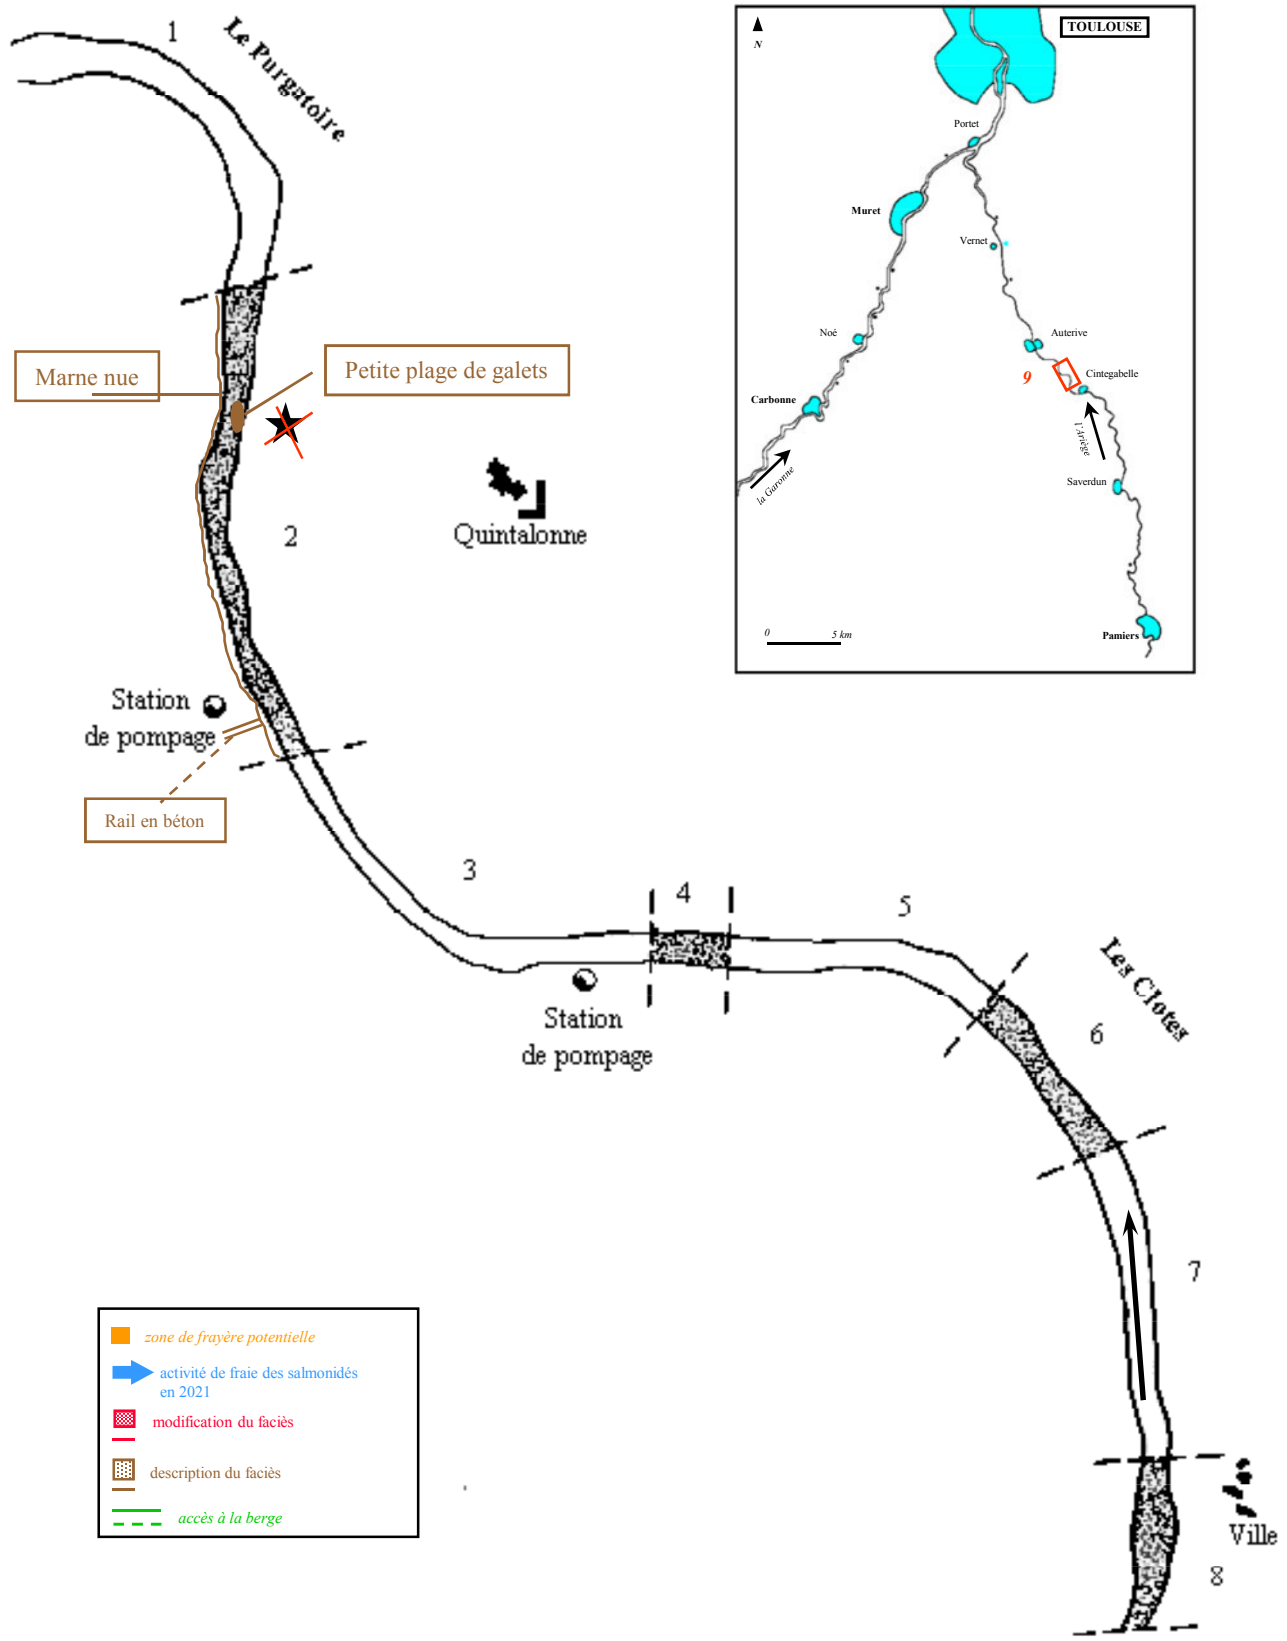 1
Le Purgatoire
TOULOUSE
N
Portet
Muret
Vernet
Noé
Auterive
9
Cintegabelle
Carbonne
l'Ariège
la Garonne
Saverdun
Pamiers
0 5 km
Marne nue
Petite plage de galets
Quintalonne
2
Station
de pompage
Rail en béton
3
4
5
Station
de pompage
Les Clotes
6
7
zone de frayère potentielle
activité de fraie des salmonidés
en 2021
modification du faciès
description du faciès
accès à la berge
Ville
8